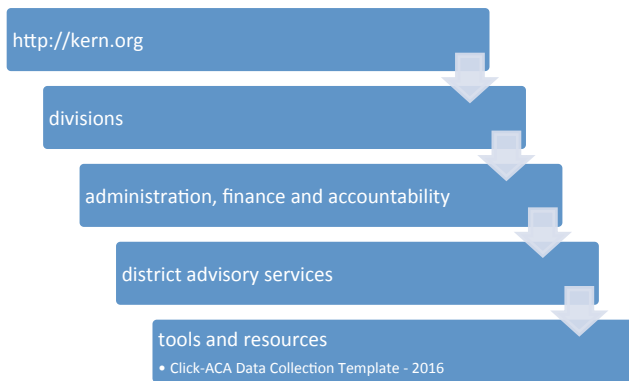 http://kern.org
divisions
administration, finance and accountability
district advisory services
tools and resources
• Click-ACA Data Collection Template - 2016